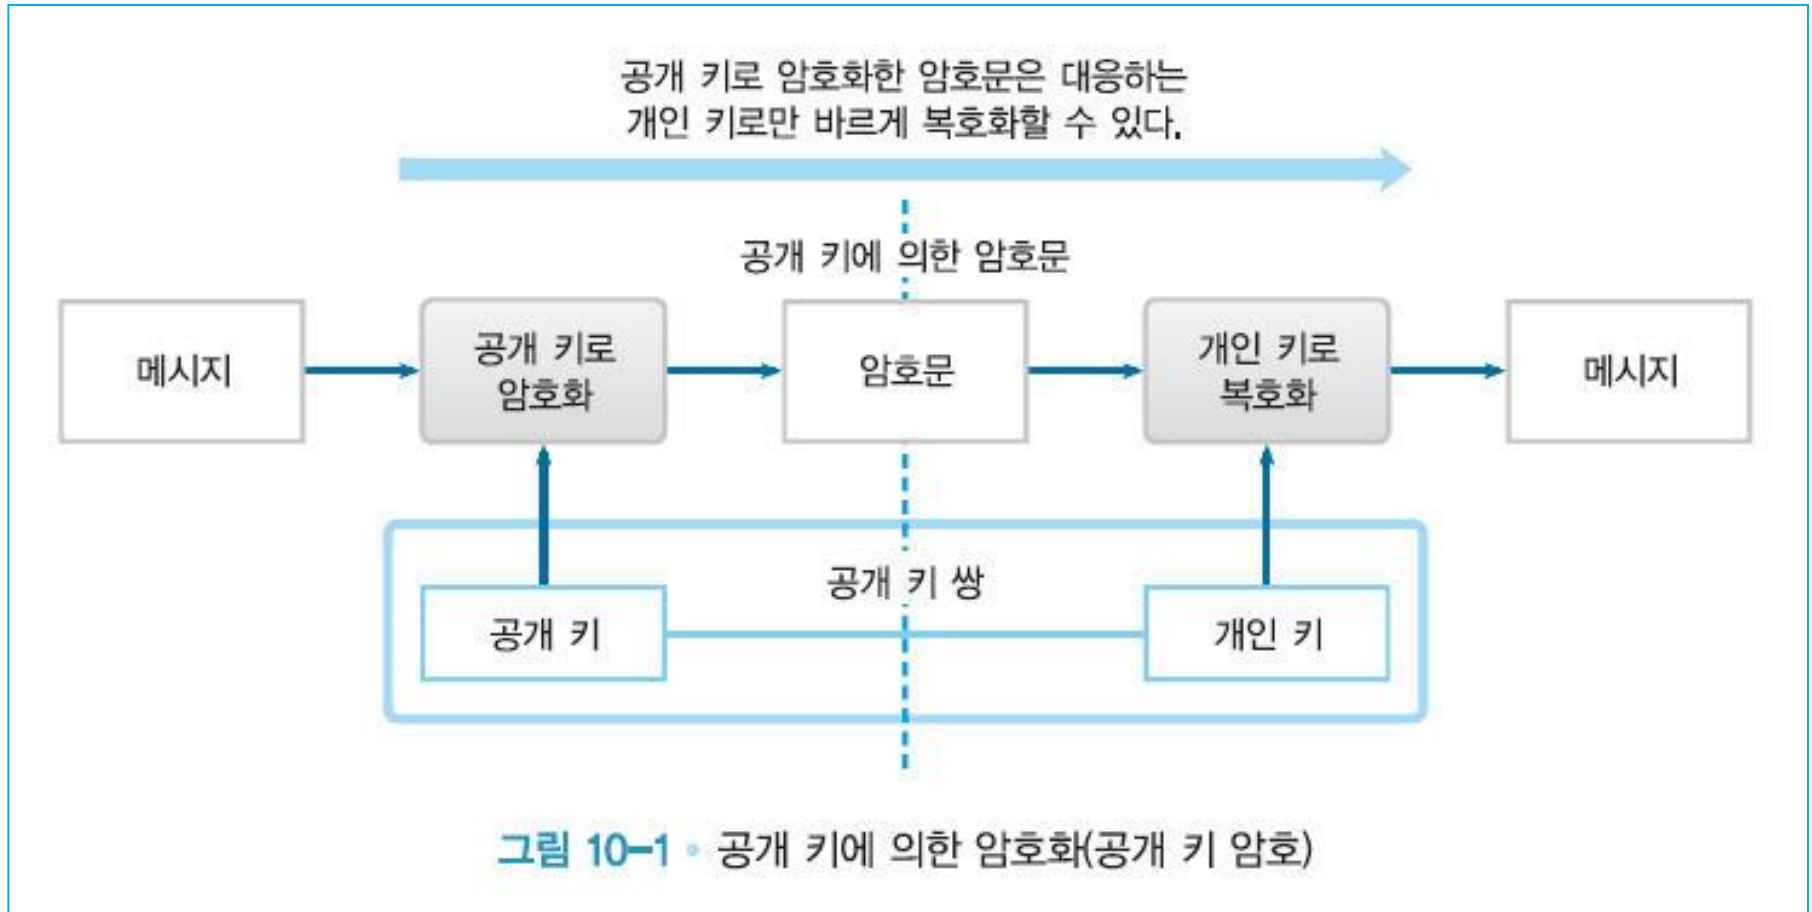 공개 키로 암호화한 암호문은 대응하는
개인 키로만 바르게 복호화할 수 있다.
공개 키에 의한 암호문
메시지
공개 키로
암호화
암호문
개인 키로
복호화
메시지
공개 키 쌍
공개 키
개인 키
그림 10-1 • 공개 키에 의한 암호화(공개 키 암호)